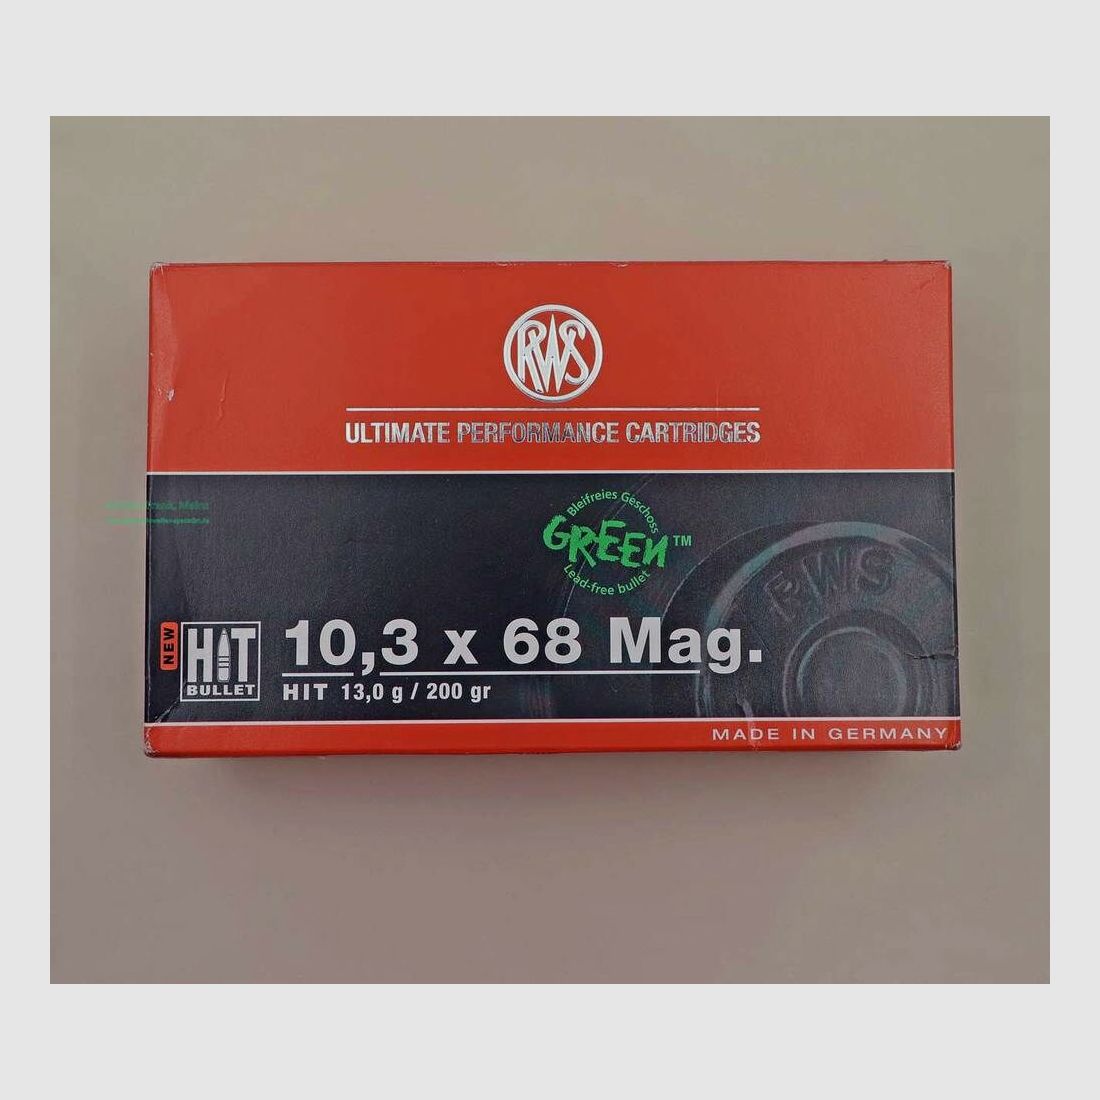 RWS
ULTIMATE PERFORMANCE CARTRIDGES
Bleifreies Geschoss
GREEN™
Lead-free bullet
RWS
NEW
HIT
BULLET
10,3 x 68 Mag.
HIT 13,0 g / 200 gr
MADE IN GERMANY